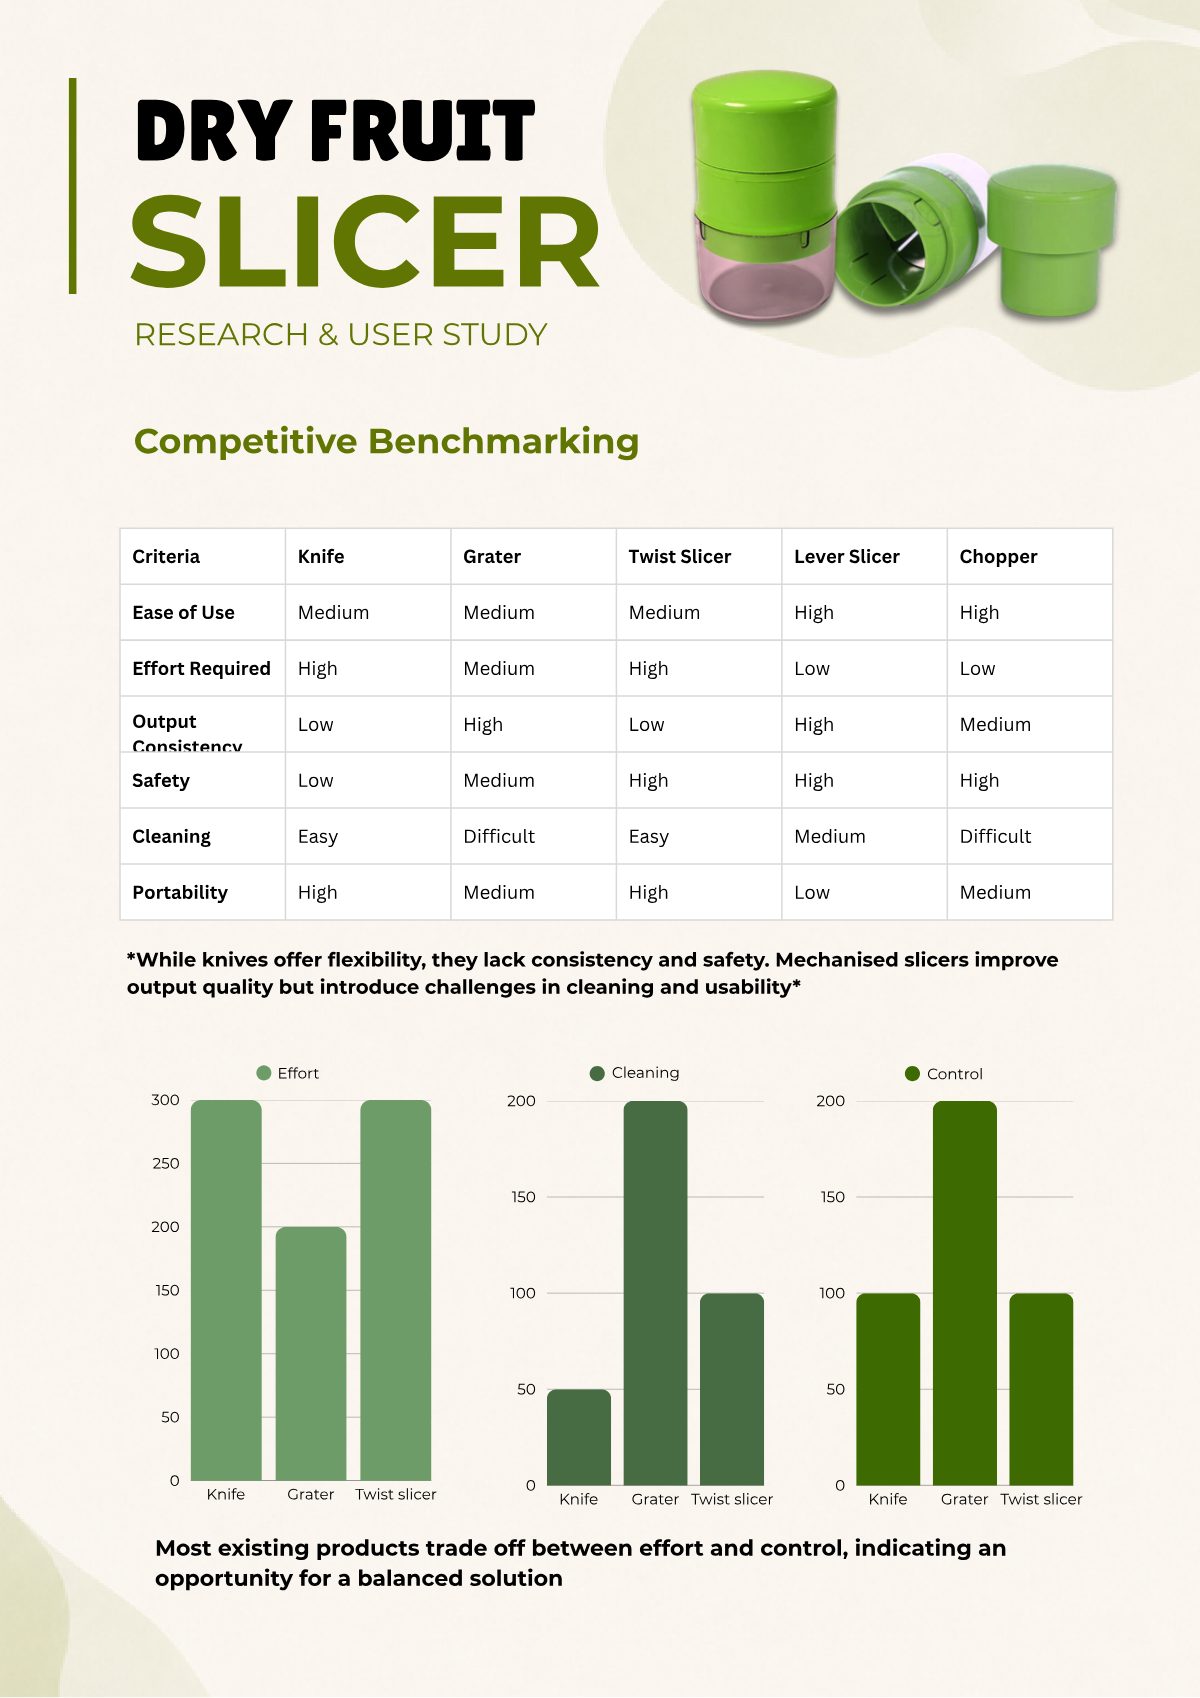 DRY FRUIT
SLICER
RESEARCH & USER STUDY
Competitive Benchmarking
Criteria Knife Grater Twist Slicer Lever Slicer Chopper
Ease of Use Medium Medium Medium High High
Effort Required High Medium High Low Low
Output Consistency Low High Low High Medium
Safety Low Medium High High High
Cleaning Easy Difficult Easy Medium Difficult
Portability High Medium High Low Medium
*While knives offer flexibility, they lack consistency and safety. Mechanised slicers improve
output quality but introduce challenges in cleaning and usability*
Effort
300
250
200
150
100
50
0
Knife Grater Twist slicer
Cleaning
200
150
100
50
0
Knife Grater Twist slicer
Control
200
150
100
50
0
Knife Grater Twist slicer
Most existing products trade off between effort and control, indicating an
opportunity for a balanced solution